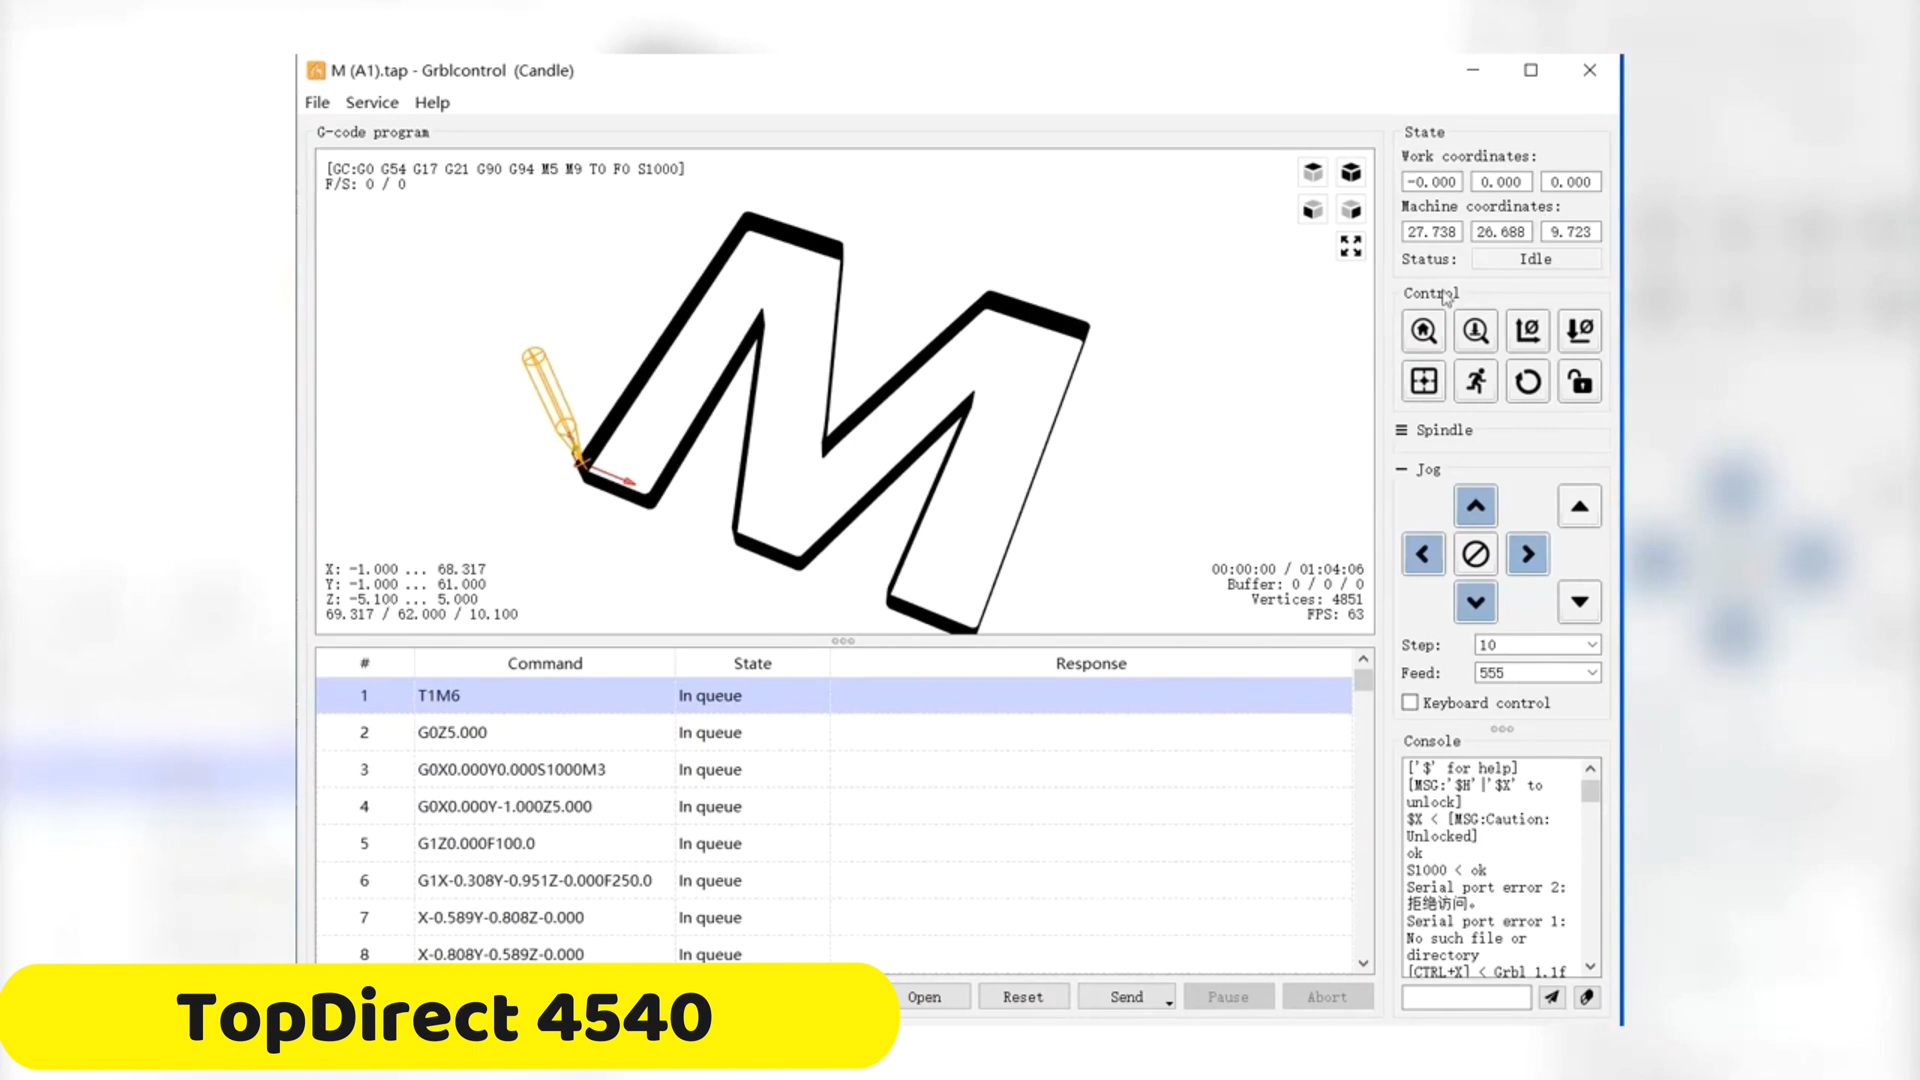 M (A1).tap - Grblcontrol (Candle)
File Service Help
G-code program
[GC:G0 G54 G17 G21 G90 G94 M5 M9 T0 F0 S1000]
F/S: 0 / 0
X: -1.000 ... 68.317
Y: -1.000 ... 61.000
Z: -5.100 ... 5.000
69.317 / 62.000 / 10.100
00:00:00 / 01:04:06
Buffer: 0 / 0 / 0
Vertices: 4851
FPS: 63
# Command State Response
1 T1M6 In queue
2 G0Z5.000 In queue
3 G0X0.000Y0.000S1000M3 In queue
4 G0X0.000Y-1.000Z5.000 In queue
5 G1Z0.000F100.0 In queue
6 G1X-0.308Y-0.951Z-0.000F250.0 In queue
7 X-0.589Y-0.808Z-0.000 In queue
8 X-0.808Y-0.589Z-0.000 In queue
Open Reset Send Pause Abort
State
Work coordinates:
-0.000 0.000 0.000
Machine coordinates:
27.738 26.688 9.723
Status: Idle
Control
Spindle
Jog
Step: 10
Feed: 555
Keyboard control
Console
['$' for help]
[MSG:'$H'|'$X' to
unlock]
$X < [MSG:Caution:
Unlocked]
ok
S1000 < ok
Serial port error 2:
拒绝访问。
Serial port error 1:
No such file or
directory
[CTRL+X] < Grbl 1.1f
TopDirect 4540